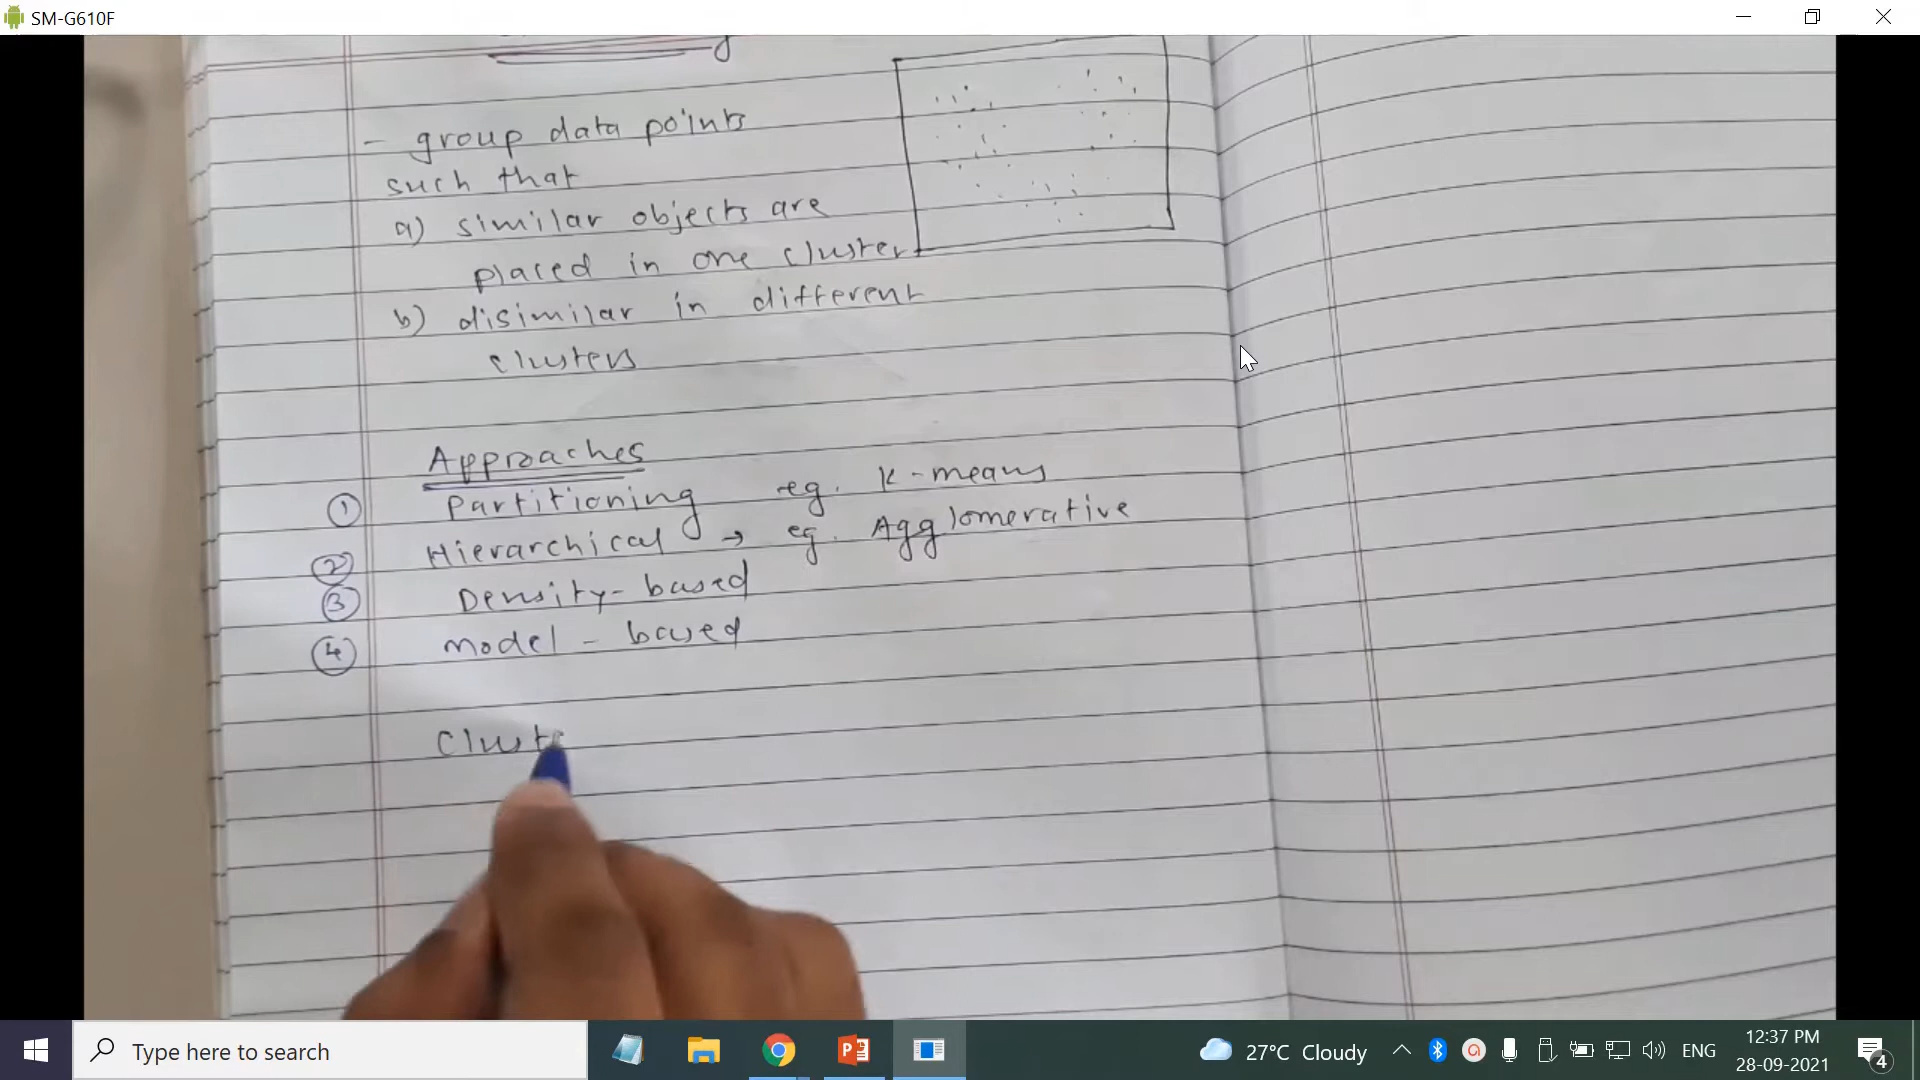 SM-G610F
- group data points
such that
a) similar objects are
placed in one cluster
b) disimilar in different
clusters
Approaches
① Partitioning eg. K-means
② Hierarchical → eg. Agglomerative
③ Density-based
④ Model-based
Clust
Type here to search
27°C Cloudy
ENG
12:37 PM
28-09-2021
4